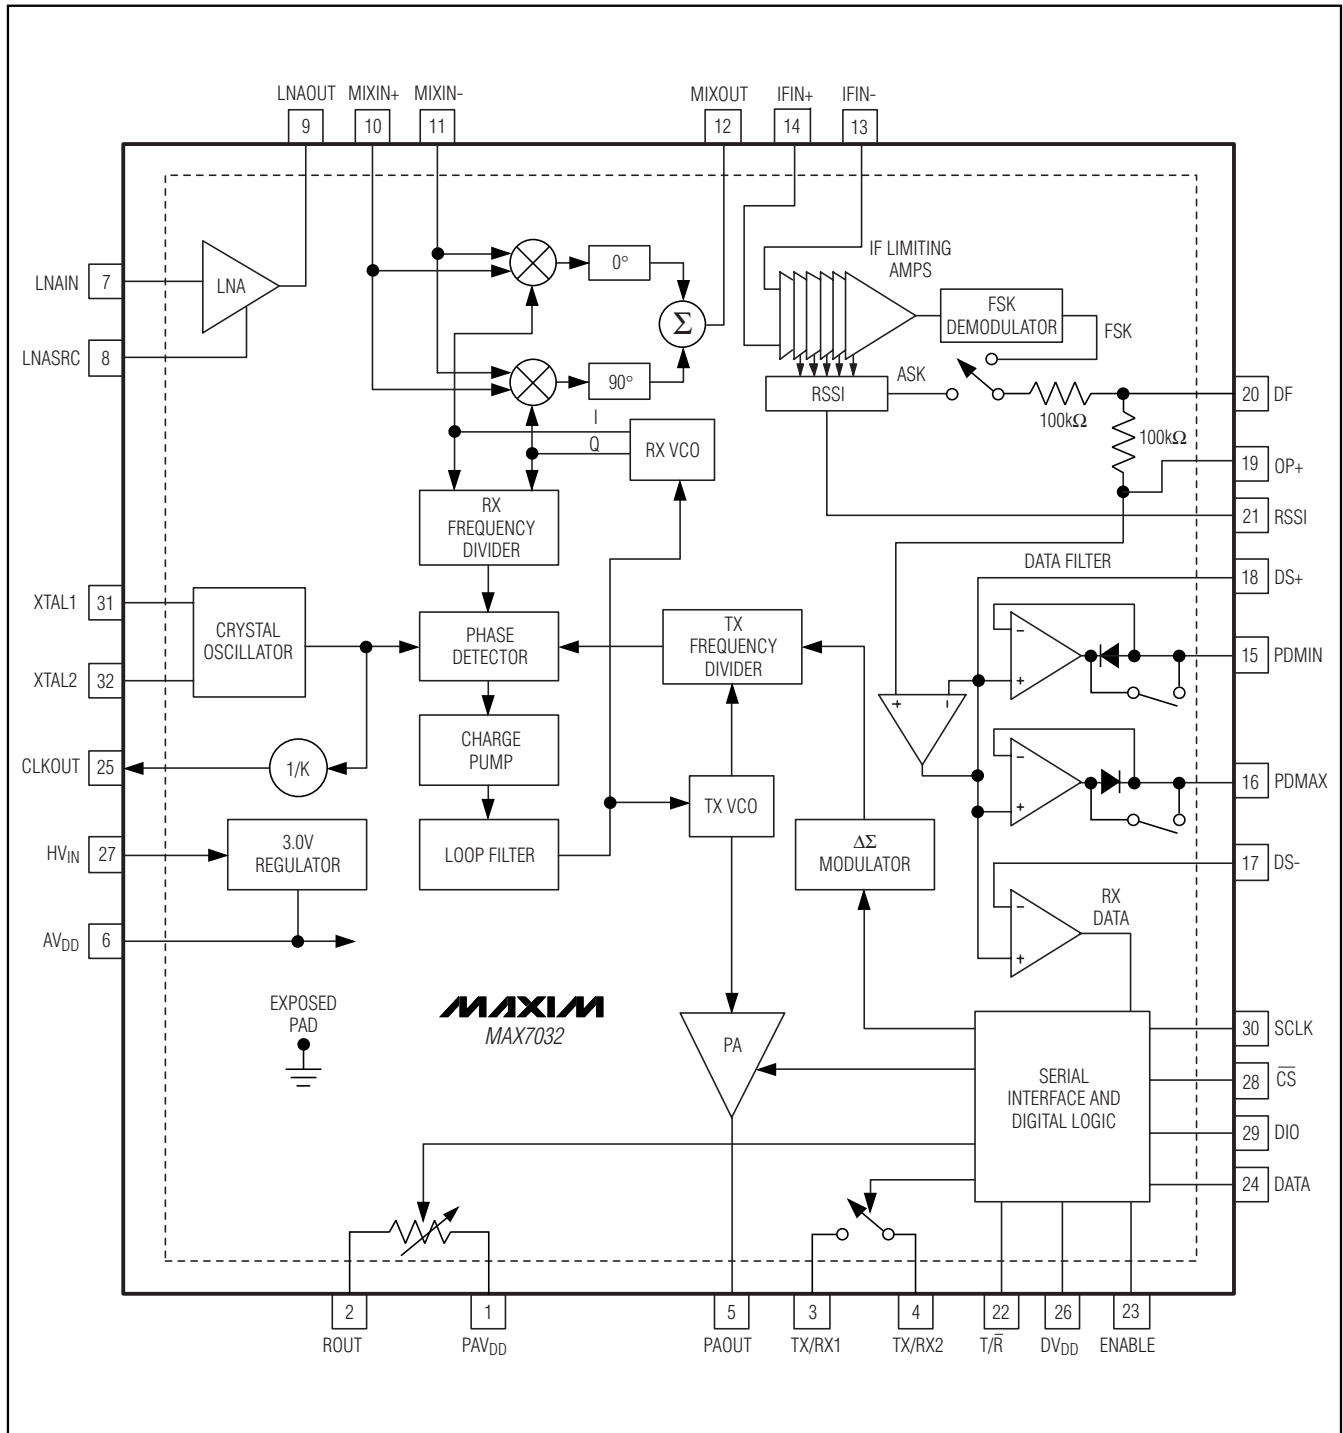 LNAOUT MIXIN+ MIXIN- MIXOUT IFIN+ IFIN-
9 10 11 12 14 13
LNAIN 7
LNA
LNASRC 8
0°
Σ
90°
I
Q
RX VCO
IF LIMITING
AMPS
FSK
DEMODULATOR
FSK
RSSI
ASK
100kΩ
100kΩ
20 DF
19 OP+
21 RSSI
RX
FREQUENCY
DIVIDER
DATA FILTER
18 DS+
XTAL1 31
XTAL2 32
CRYSTAL
OSCILLATOR
PHASE
DETECTOR
TX
FREQUENCY
DIVIDER
+ -
-
+
15 PDMIN
CLKOUT 25
1/K
CHARGE
PUMP
TX VCO
-
+
16 PDMAX
HVIN 27
3.0V
REGULATOR
LOOP FILTER
ΔΣ
MODULATOR
17 DS-
-
+
RX
DATA
AVDD 6
EXPOSED
PAD
MAXIM
MAX7032
PA
SERIAL
INTERFACE AND
DIGITAL LOGIC
30 SCLK
28 C̅S̅
29 DIO
24 DATA
2 1 5 3 4 22 26 23
ROUT PAVDD PAOUT TX/RX1 TX/RX2 T/R̅ DVDD ENABLE